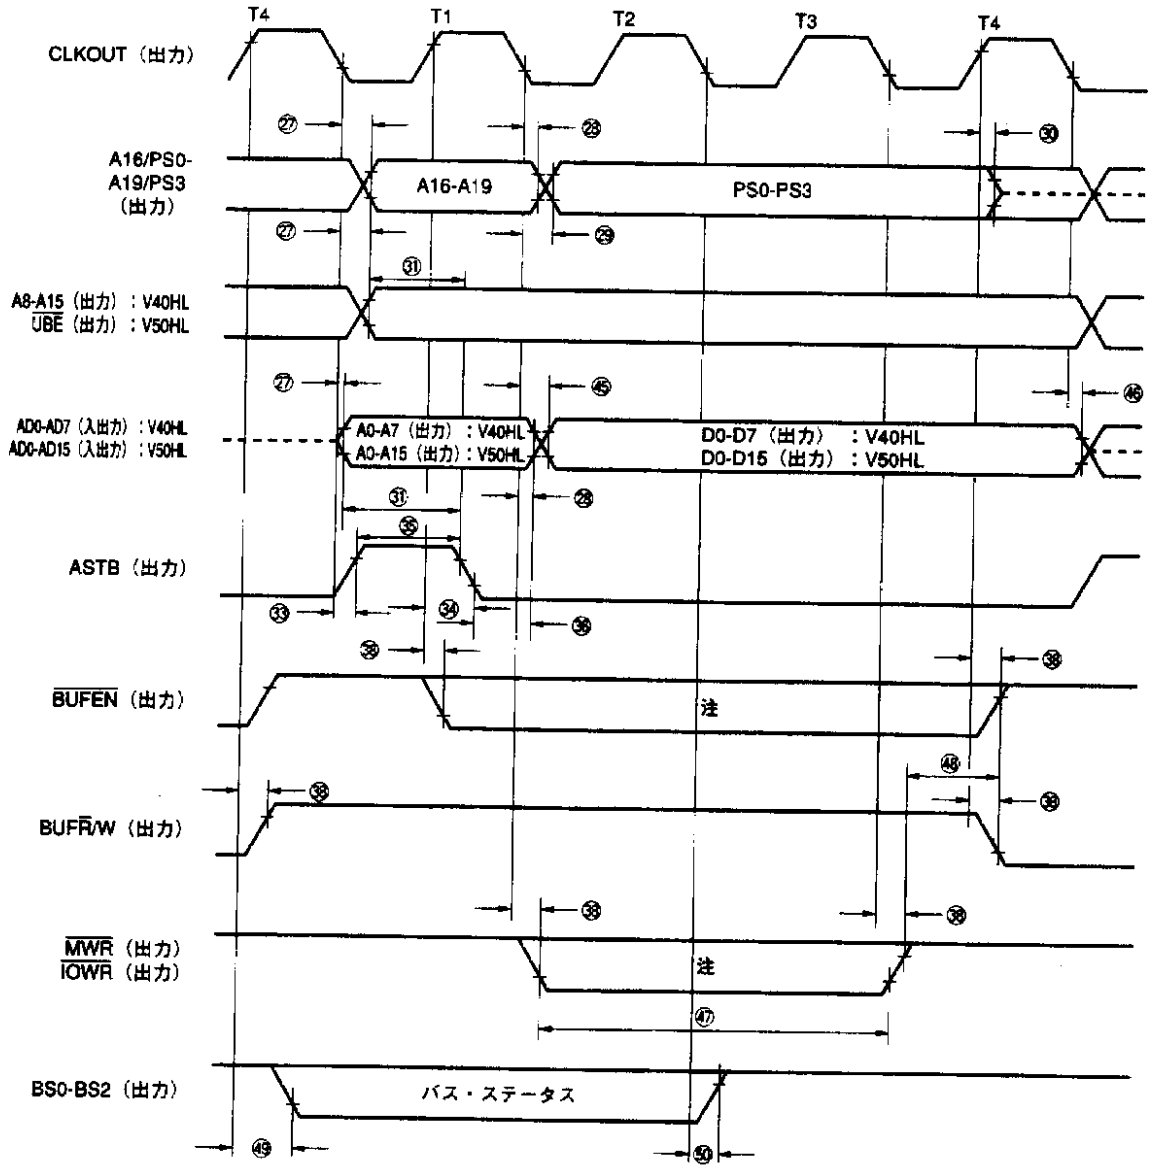 T4 T1 T2 T3 T4
CLKOUT（出力）
㉗ ㉘ ㉚
A16/PS0-
A19/PS3
（出力）
A16-A19 PS0-PS3
㉗ ㉙
㉛
A8-A15（出力）：V40HL
UBE（出力）：V50HL
㉗ ㊺ ㊻
AD0-AD7（入出力）：V40HL
AD0-AD15（入出力）：V50HL
A0-A7（出力）：V40HL
A0-A15（出力）：V50HL
D0-D7（出力）：V40HL
D0-D15（出力）：V50HL
㉛ ㉘
㉟
ASTB（出力）
㉝ ㉞ ㊱
㊳ ㊳
BUFEN（出力）
注
㊽
㊳ ㊳
BUFR̅/W（出力）
㊳ ㊳
MWR（出力）
IOWR（出力）
注
㊼
BS0-BS2（出力）
バス・ステータス
㊾ ㊿